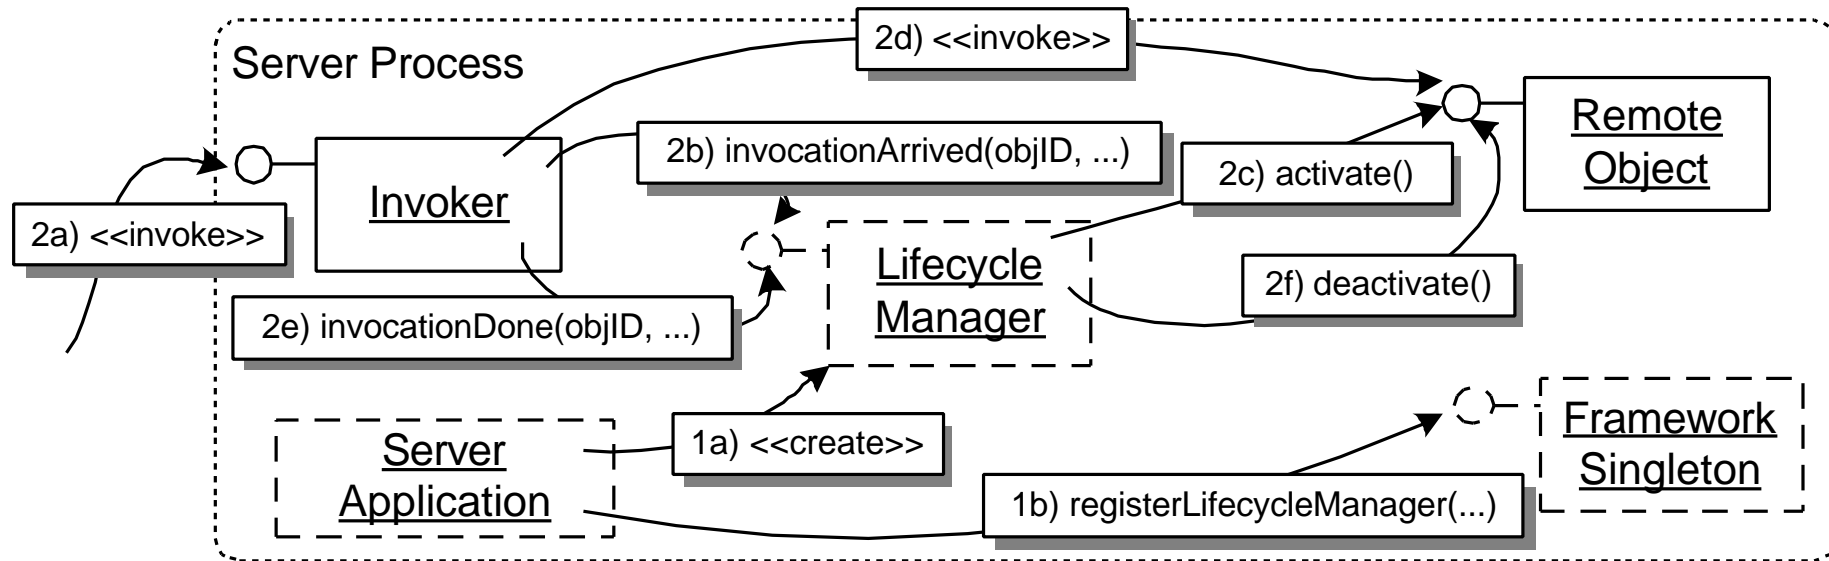 2d) <<invoke>>
Server Process
Remote
Object
2b) invocationArrived(objID, ...)
2c) activate()
Invoker
2a) <<invoke>>
Lifecycle
Manager
2f) deactivate()
2e) invocationDone(objID, ...)
Server
Application
1a) <<create>>
Framework
Singleton
1b) registerLifecycleManager(...)